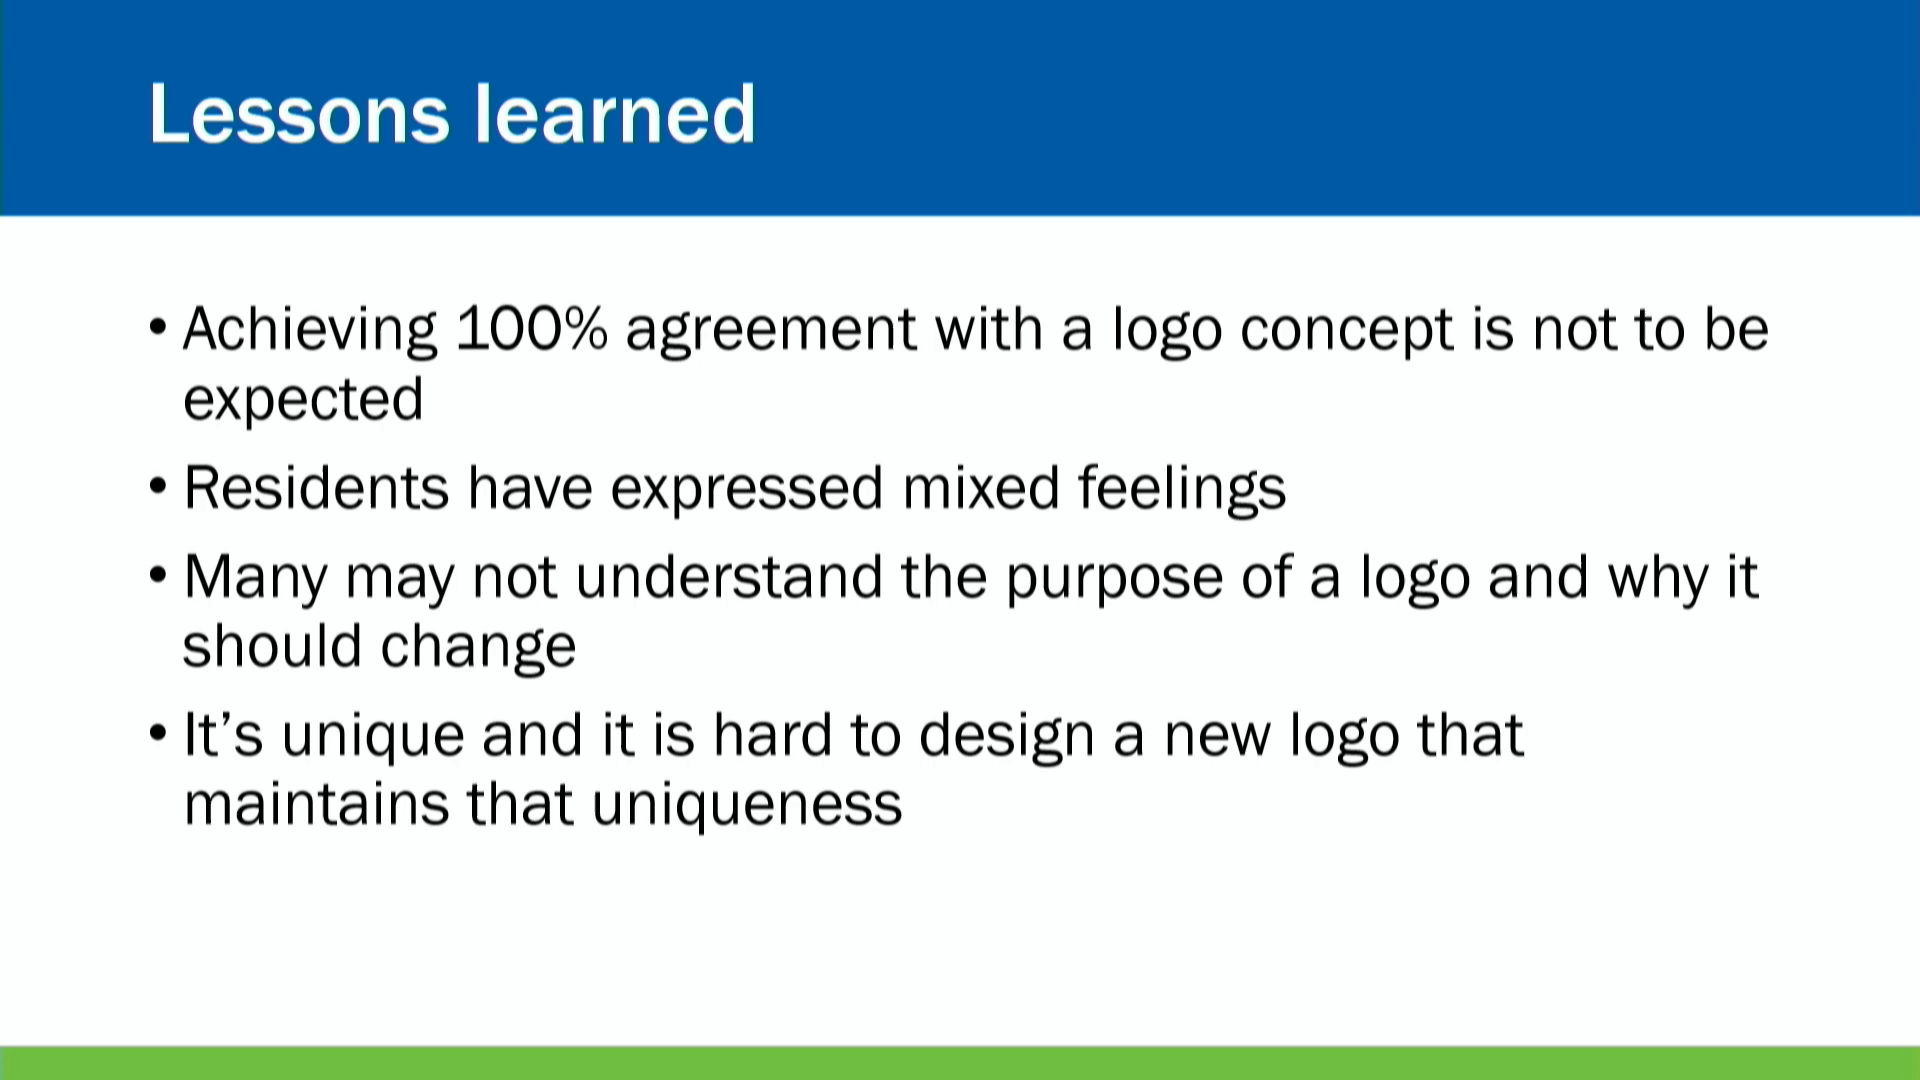 Lessons learned
• Achieving 100% agreement with a logo concept is not to be
expected
• Residents have expressed mixed feelings
• Many may not understand the purpose of a logo and why it
should change
• It’s unique and it is hard to design a new logo that
maintains that uniqueness